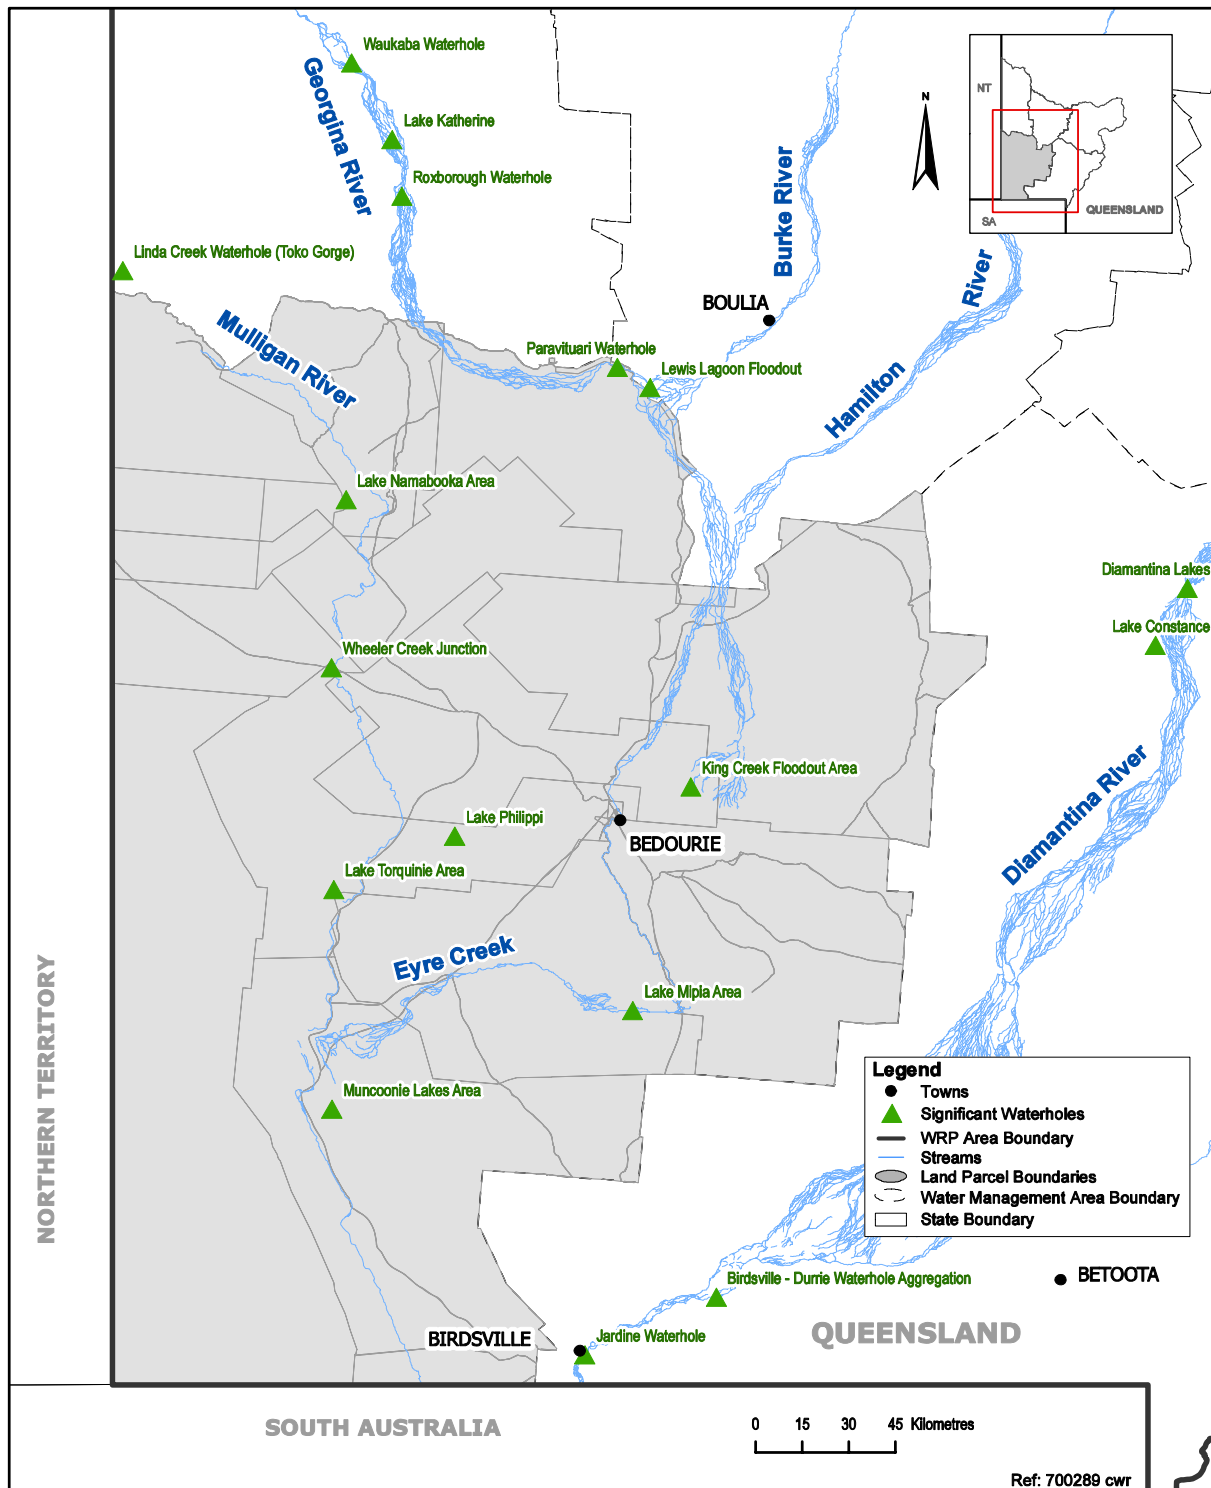 Waukaba Waterhole
Georgina River
Lake Katherine
Roxborough Waterhole
Linda Creek Waterhole (Toko Gorge)
Mulligan River
Burke River
BOULIA
N
NT
QUEENSLAND
SA
Hamilton River
Paravituari Waterhole
Lewis Lagoon Floodout
Lake Namabooka Area
Diamantina Lakes
Lake Constance
Wheeler Creek Junction
King Creek Floodout Area
Diamantina River
Lake Philippi
BEDOURIE
Lake Torquinie Area
Eyre Creek
Lake Mipia Area
NORTHERN TERRITORY
Muncoonie Lakes Area
Legend
Towns
Significant Waterholes
WRP Area Boundary
Streams
Land Parcel Boundaries
Water Management Area Boundary
State Boundary
Birdsville - Durrie Waterhole Aggregation
BETOOTA
BIRDSVILLE
Jardine Waterhole
QUEENSLAND
SOUTH AUSTRALIA
0 15 30 45 Kilometres
Ref: 700289 cwr